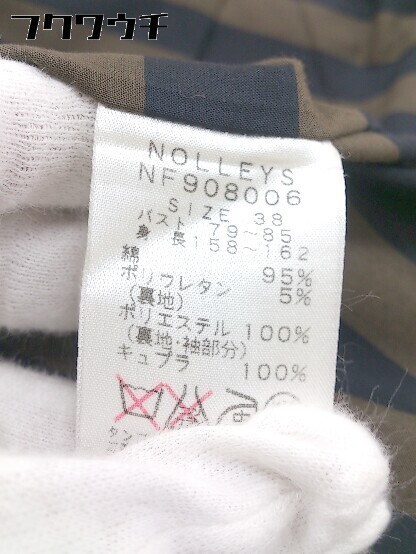 フクワウチ
NOLLEYS
NF908006
SIZE 38
バスト 79～85
身長 158～162
綿 95%
ポリウレタン 5%
(裏地)
ポリエステル 100%
(裏地・袖部分)
キュプラ 100%